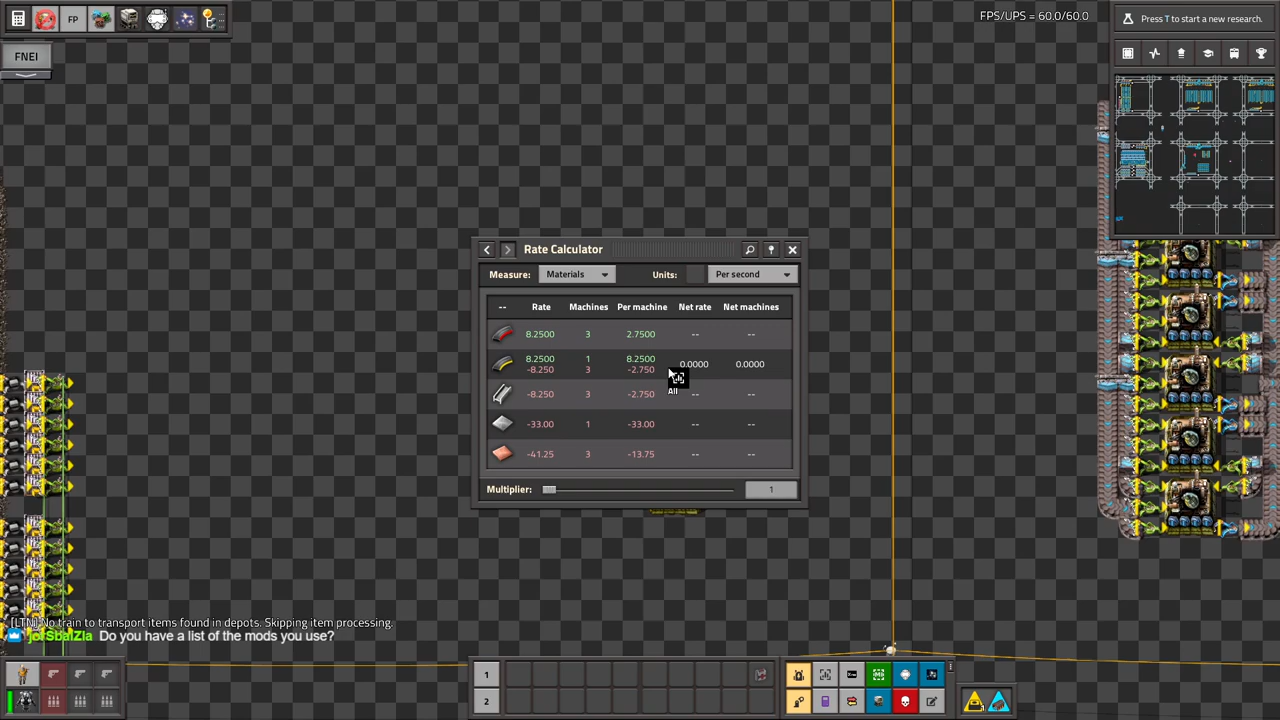 FP
FPS/UPS = 60.0/60.0
Press T to start a new research.
FNEI
Rate Calculator
Measure: Materials Units: Per second
-- Rate Machines Per machine Net rate Net machines
8.2500 3 2.7500 -- --
8.2500 1 8.2500
-8.250 3 -2.750 0.0000 0.0000
All
-8.250 3 -2.750 -- --
-33.00 1 -33.00 -- --
-41.25 3 -13.75 -- --
Multiplier: 1
[LTN] No train to transport items found in depots. Skipping item processing.
Do you have a list of the mods you use?
1
2